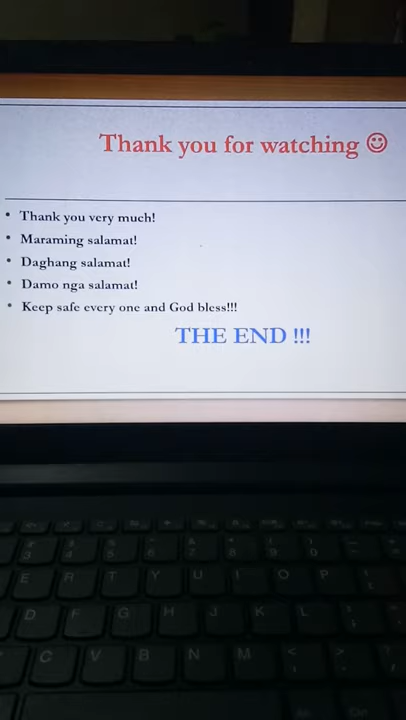 Thank you for watching ☺
• Thank you very much!
• Maraming salamat!
• Daghang salamat!
• Damo nga salamat!
• Keep safe every one and God bless!!!
THE END !!!
E R T Y U I O P
D F G H J K L
C V B N M